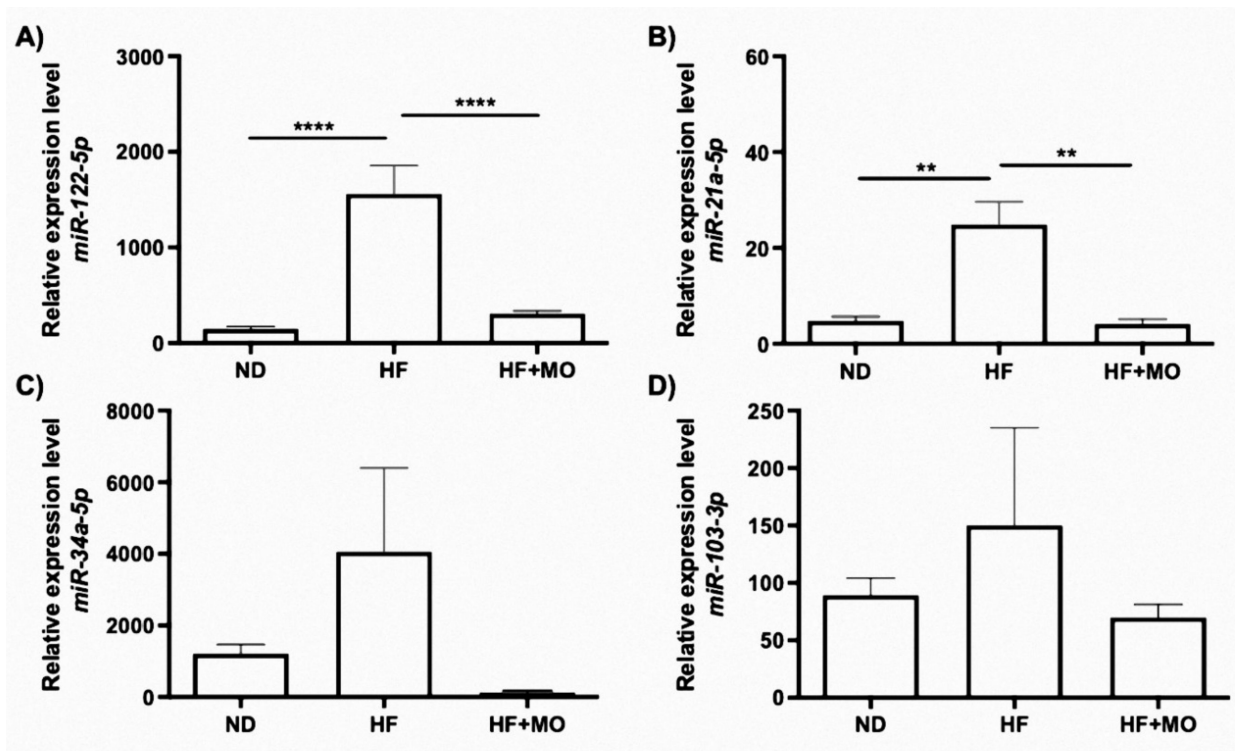 A)
Relative expression level
miR-122-5p
3000
2000
1000
0
****
****
ND HF HF+MO
B)
Relative expression level
miR-21a-5p
60
40
20
0
**
**
ND HF HF+MO
C)
Relative expression level
miR-34a-5p
8000
6000
4000
2000
0
ND HF HF+MO
D)
Relative expression level
miR-103-3p
250
200
150
100
50
0
ND HF HF+MO